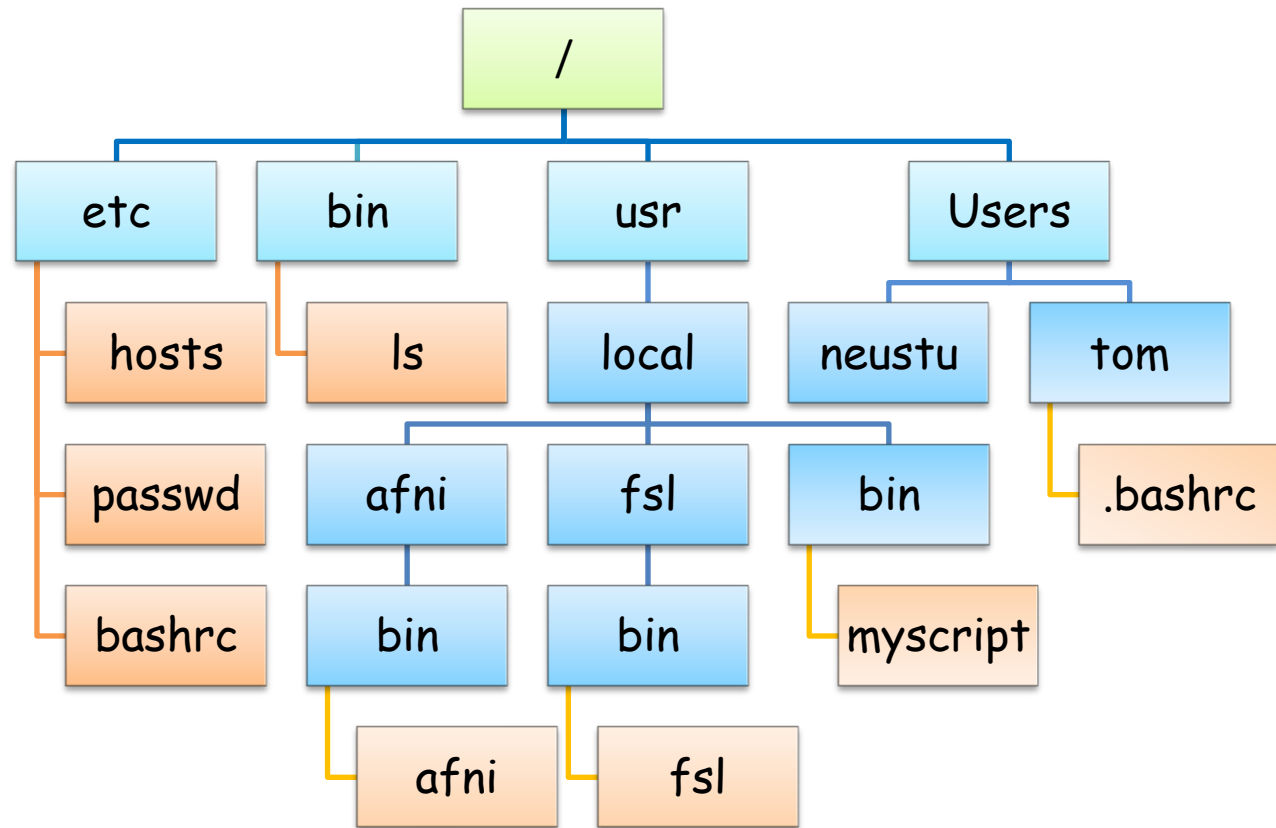 /
etc
bin
usr
Users
hosts
ls
local
neustu
tom
passwd
afni
fsl
bin
.bashrc
bashrc
bin
bin
myscript
afni
fsl